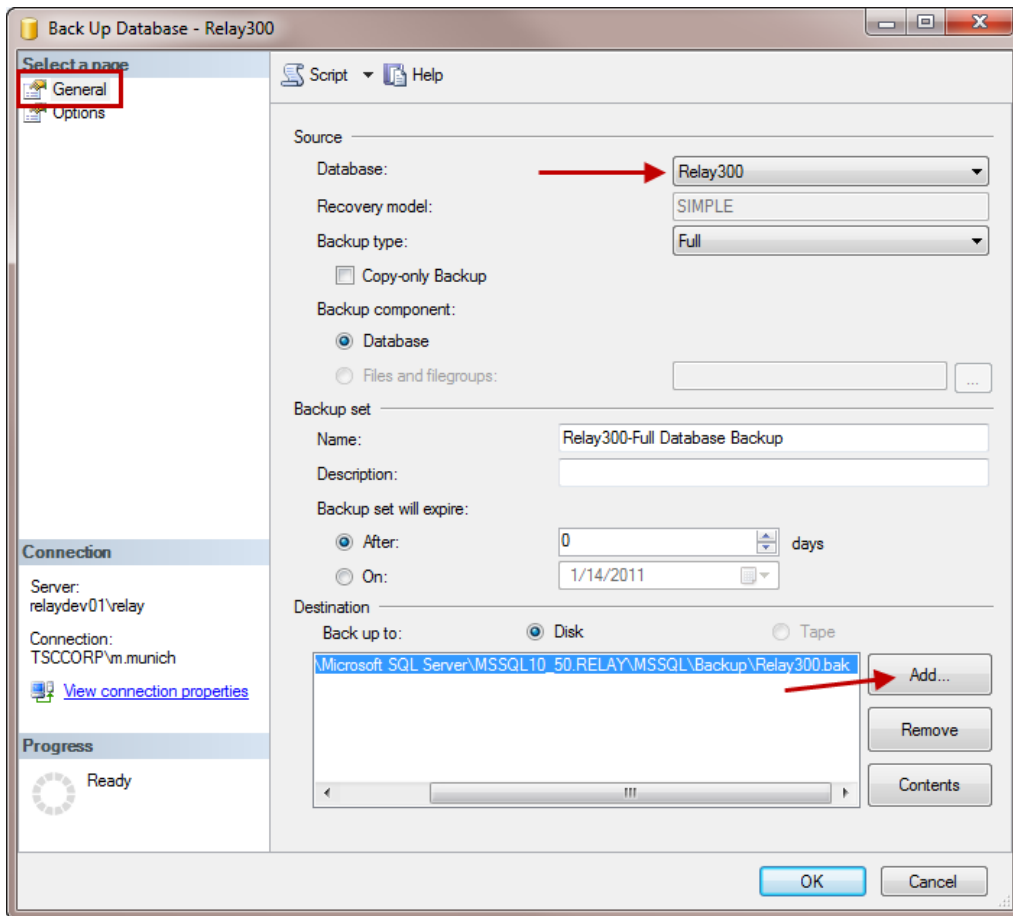 Back Up Database - Relay300
Select a page
General
Options
Script Help
Source
Database: Relay300
Recovery model: SIMPLE
Backup type: Full
Copy-only Backup
Backup component:
Database
Files and filegroups: ...
Backup set
Name: Relay300-Full Database Backup
Description:
Backup set will expire:
After: 0 days
On: 1/14/2011
Destination
Back up to: Disk Tape
\Microsoft SQL Server\MSSQL10_50.RELAY\MSSQL\Backup\Relay300.bak
Add...
Remove
Contents
Connection
Server:
relaydev01\relay
Connection:
TSCCORP\m.munich
View connection properties
Progress
Ready
OK Cancel